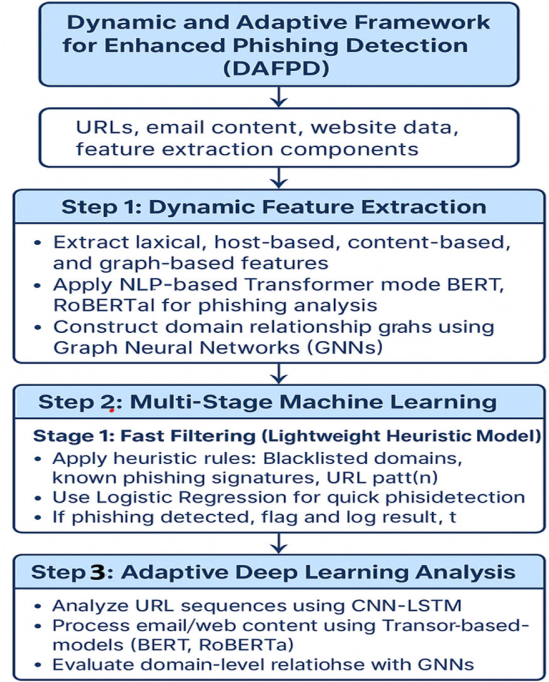 Dynamic and Adaptive Framework
for Enhanced Phishing Detection
(DAFPD)
URLs, email content, website data,
feature extraction components
Step 1: Dynamic Feature Extraction
• Extract laxical, host-based, content-based,
and graph-based features
• Apply NLP-based Transformer mode BERT,
RoBERTal for phishing analysis
• Construct domain relationship grahs using
Graph Neural Networks (GNNs)
Step 2: Multi-Stage Machine Learning
Stage 1: Fast Filtering (Lightweight Heuristic Model)
• Apply heuristic rules: Blacklisted domains,
known phishing signatures, URL patt(n)
• Use Logistic Regression for quick phisidetection
• If phishing detected, flag and log result, t
Step 3: Adaptive Deep Learning Analysis
• Analyze URL sequences using CNN-LSTM
• Process email/web content using Transor-based-
models (BERT, RoBERTa)
• Evaluate domain-level relatiohse with GNNs